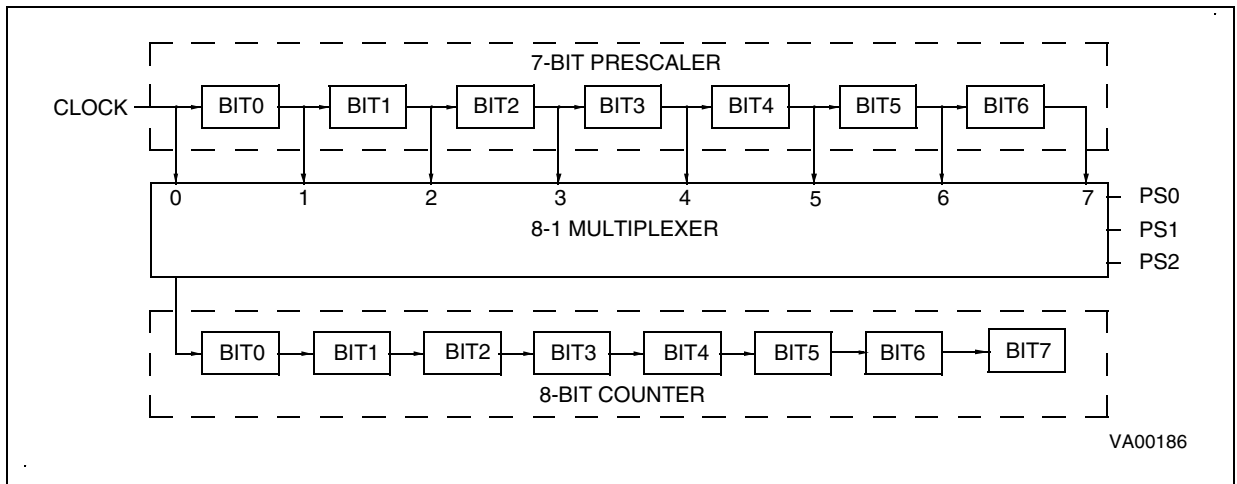 7-BIT PRESCALER
CLOCK BIT0 BIT1 BIT2 BIT3 BIT4 BIT5 BIT6
0 1 2 3 4 5 6 7 PS0
8-1 MULTIPLEXER PS1
PS2
BIT0 BIT1 BIT2 BIT3 BIT4 BIT5 BIT6 BIT7
8-BIT COUNTER
VA00186